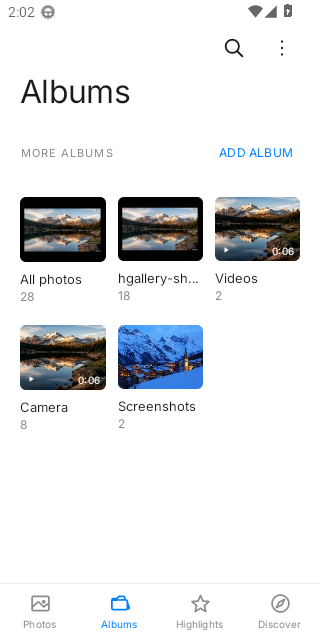 2:02
Albums
MORE ALBUMS
ADD ALBUM
0:06
All photos
hgallery-sh...
Videos
28
18
2
0:06
Camera
Screenshots
8
2
Photos
Albums
Highlights
Discover